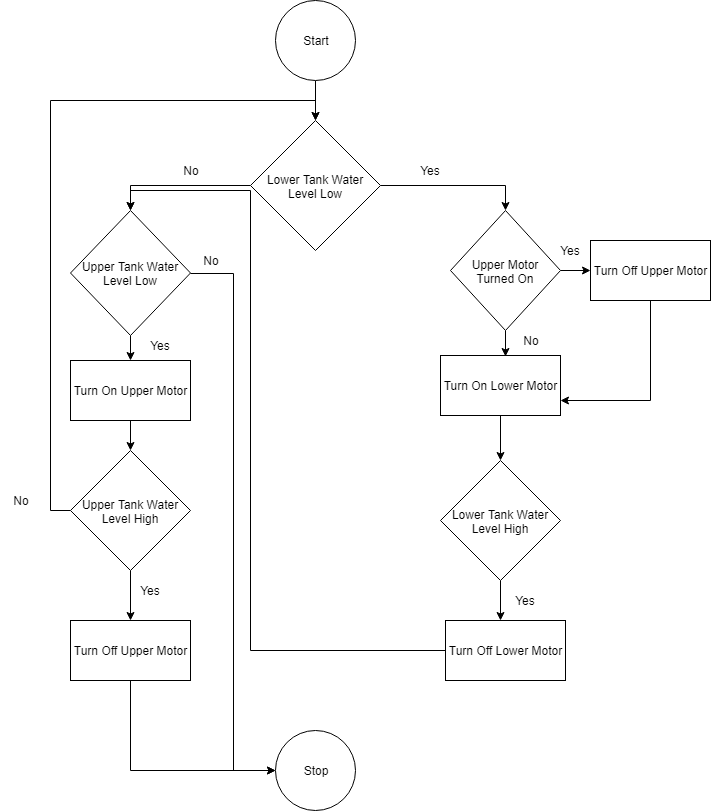 Start
Lower Tank Water
Level Low
No
Yes
Upper Tank Water
Level Low
No
Upper Motor
Turned On
Yes
Turn Off Upper Motor
Yes
No
Turn On Upper Motor
Turn On Lower Motor
Upper Tank Water
Level High
No
Lower Tank Water
Level High
Yes
Yes
Turn Off Upper Motor
Turn Off Lower Motor
Stop